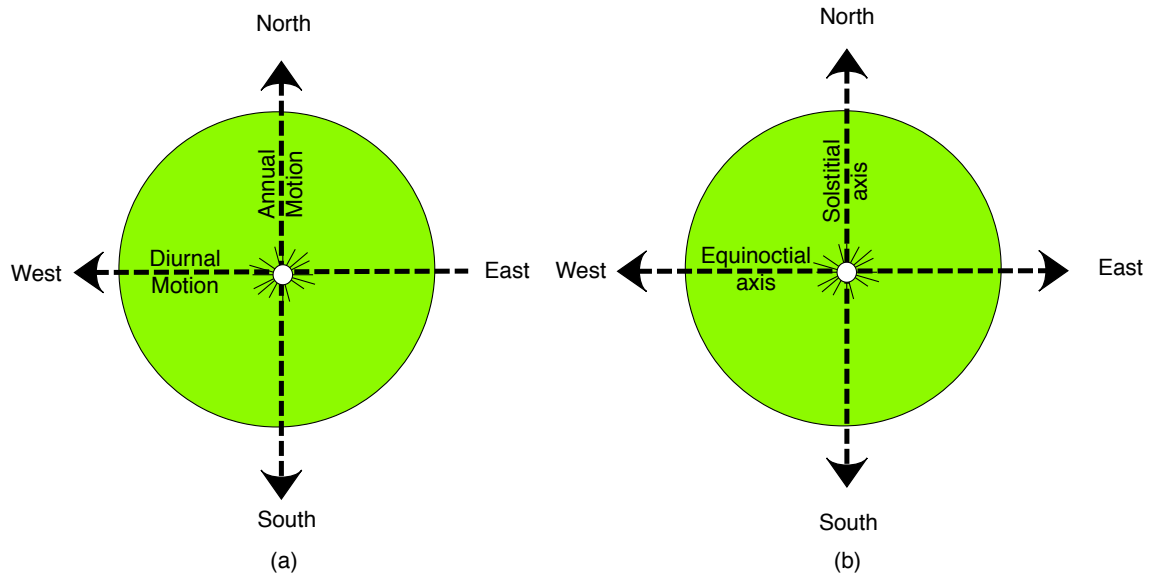 North
Annual
Motion
Diurnal
Motion
West
East
South
(a)
North
Solstitial
axis
Equinoctial
axis
West
East
South
(b)